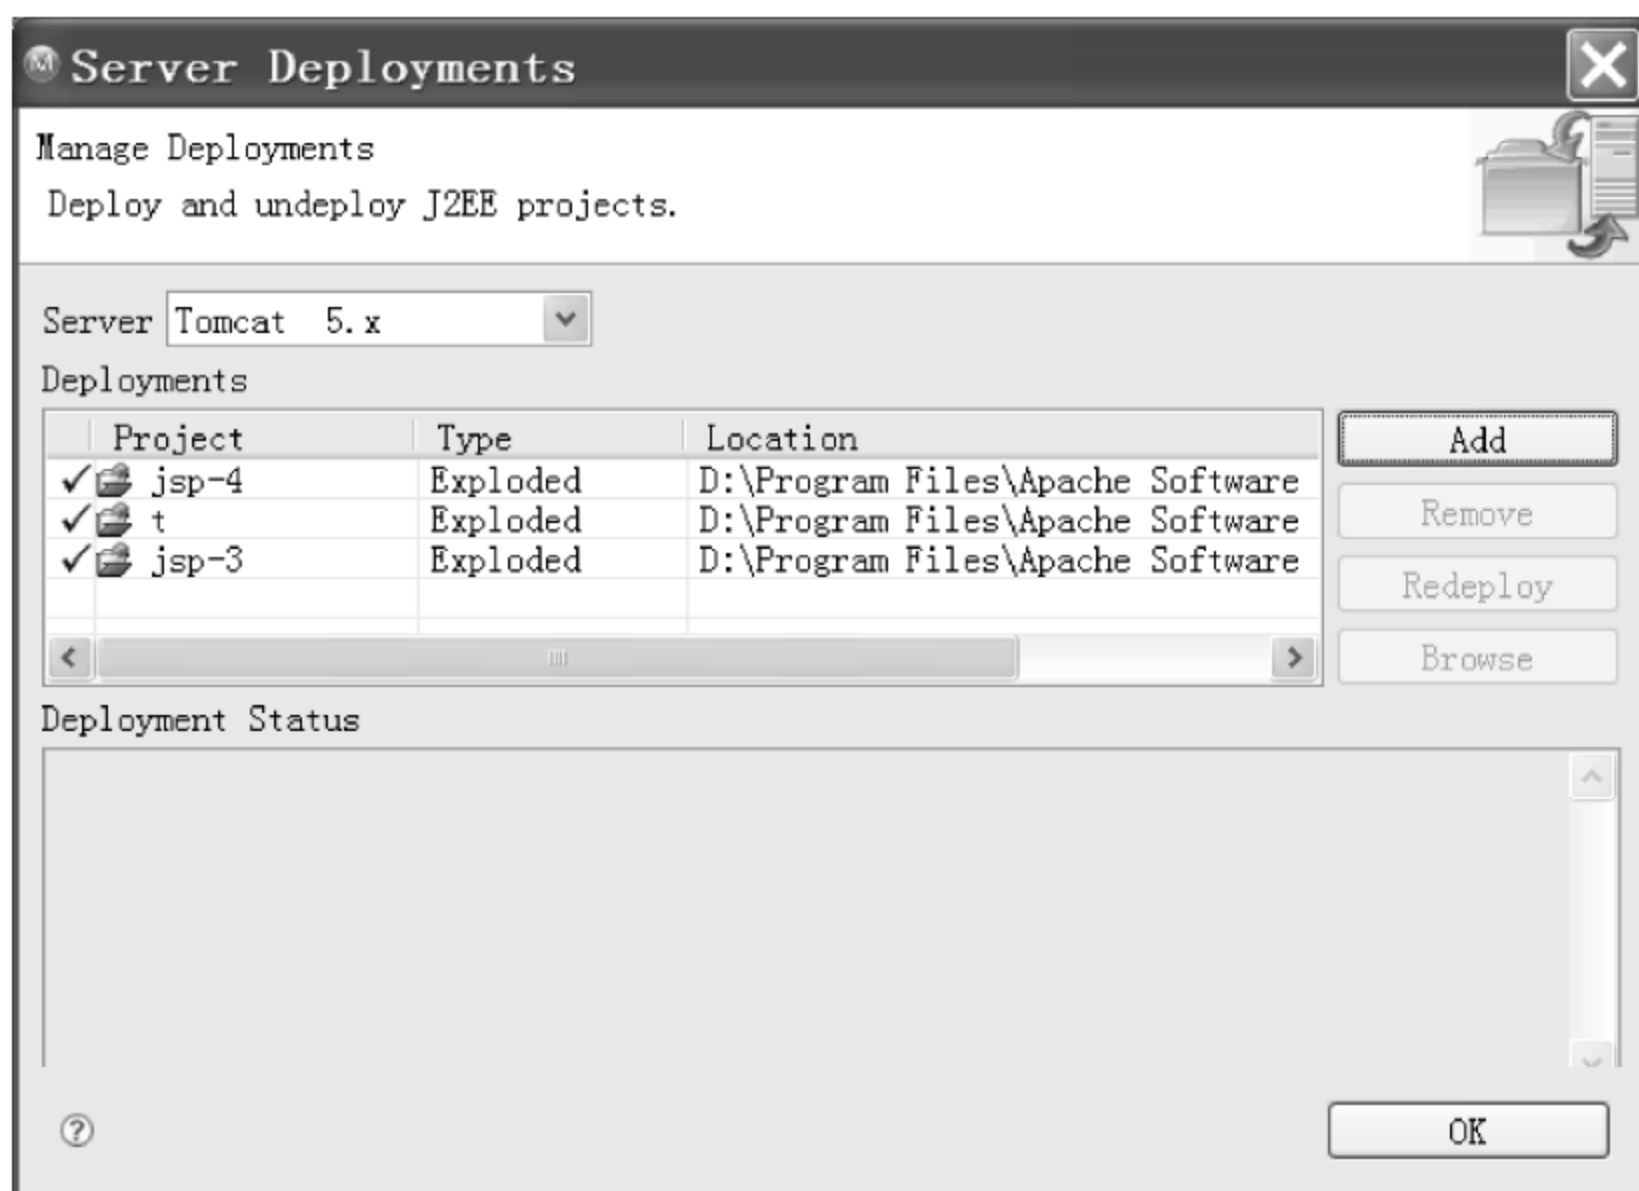 Server Deployments
Manage Deployments
Deploy and undeploy J2EE projects.
Server Tomcat 5.x
Deployments
Project Type Location
Add
jsp-4 Exploded D:\Program Files\Apache Software
t Exploded D:\Program Files\Apache Software
Remove
jsp-3 Exploded D:\Program Files\Apache Software
Redeploy
Browse
Deployment Status
OK